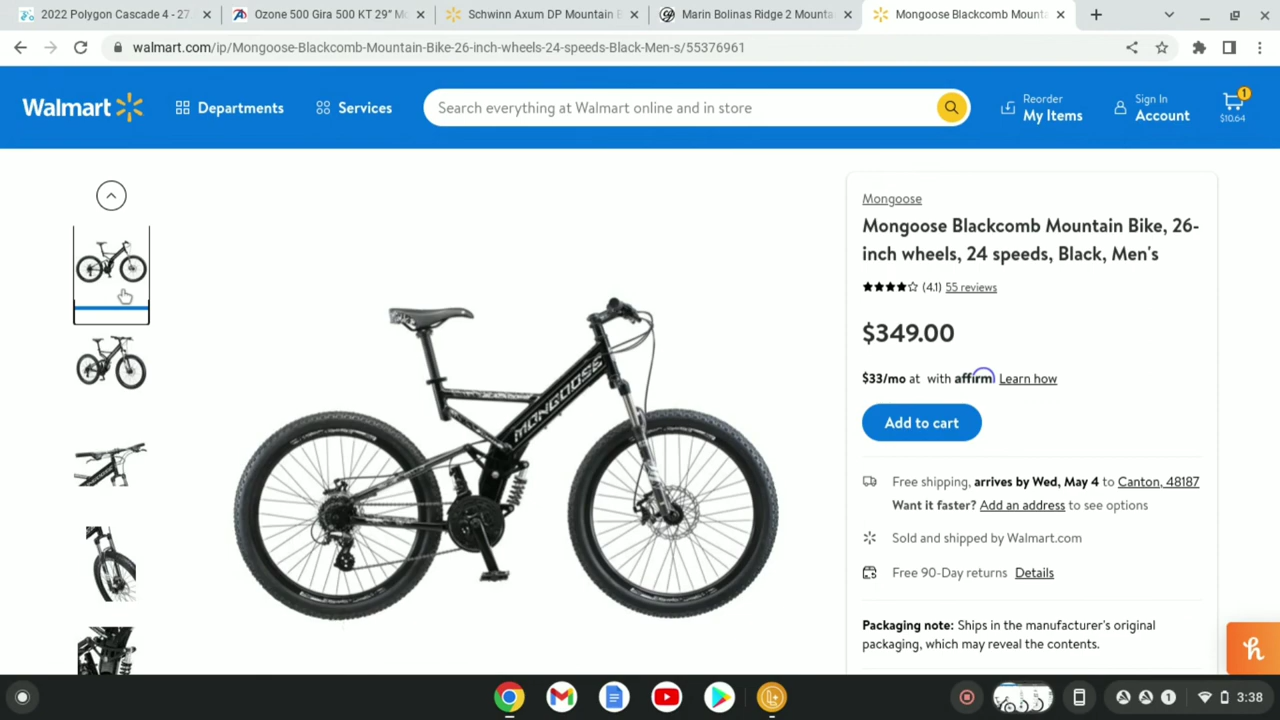 2022 Polygon Cascade 4 - 27.
Ozone 500 Gira 500 KT 29" Mo
Schwinn Axum DP Mountain B
Marin Bolinas Ridge 2 Mounta
Mongoose Blackcomb Mounta
walmart.com/ip/Mongoose-Blackcomb-Mountain-Bike-26-inch-wheels-24-speeds-Black-Men-s/55376961
Walmart
Departments
Services
Search everything at Walmart online and in store
Reorder
My Items
Sign In
Account
1
$10.64
Mongoose
Mongoose Blackcomb Mountain Bike, 26-
inch wheels, 24 speeds, Black, Men's
(4.1) 55 reviews
$349.00
$33/mo at with affirm Learn how
Add to cart
Free shipping, arrives by Wed, May 4 to Canton, 48187
Want it faster? Add an address to see options
Sold and shipped by Walmart.com
Free 90-Day returns Details
Packaging note: Ships in the manufacturer's original
packaging, which may reveal the contents.
MONGOOSE
h
1
3:38